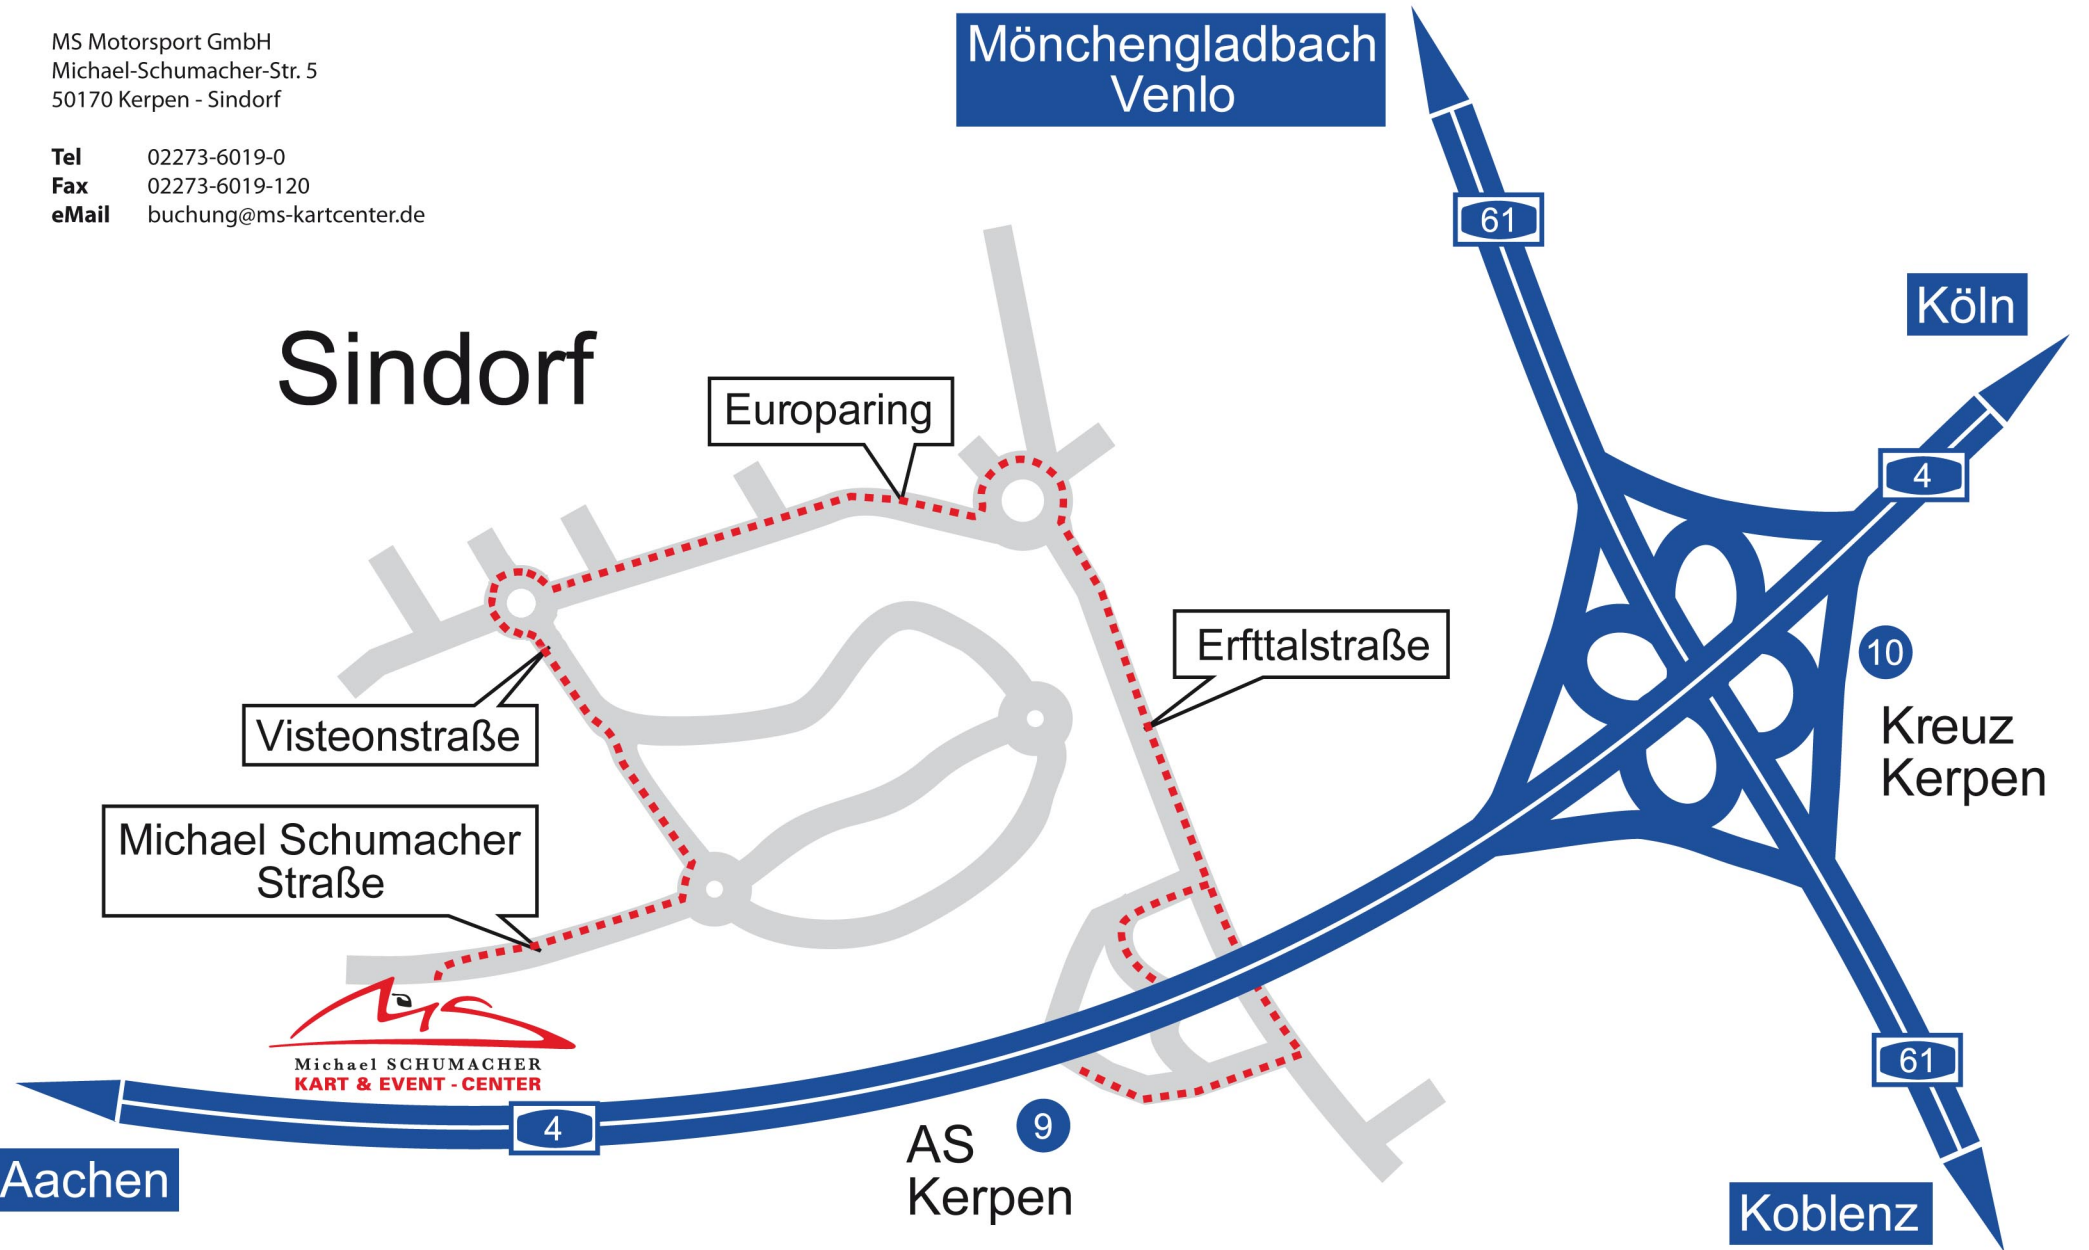 MS Motorsport GmbH
Michael-Schumacher-Str. 5
50170 Kerpen - Sindorf
Tel 02273-6019-0
Fax 02273-6019-120
eMail buchung@ms-kartcenter.de
Mönchengladbach
Venlo
61
Köln
Sindorf
Europaring
4
Erfttalstraße
10
Kreuz
Kerpen
Visteonstraße
Michael Schumacher
Straße
MS
Michael SCHUMACHER
KART & EVENT - CENTER
61
4
9
AS
Kerpen
Aachen
Koblenz